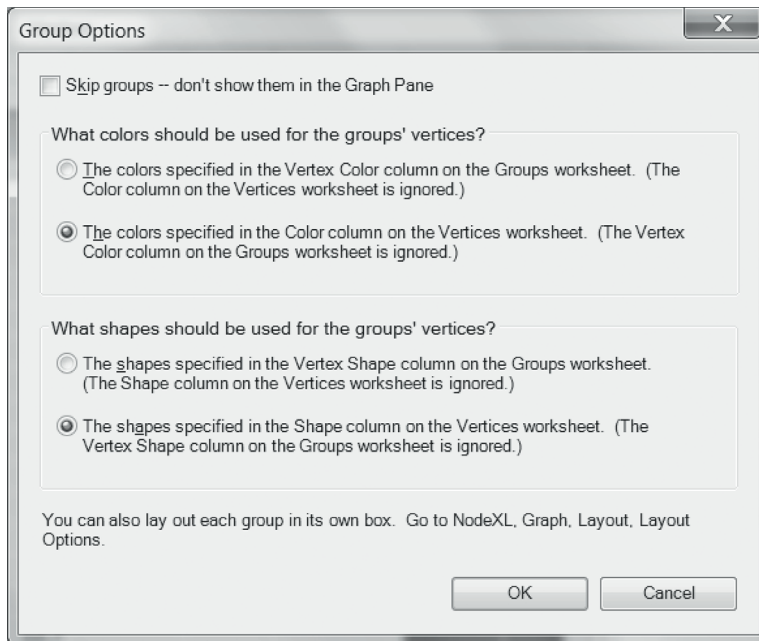 Group Options
X
Skip groups -- don't show them in the Graph Pane
What colors should be used for the groups' vertices?
The colors specified in the Vertex Color column on the Groups worksheet. (The
Color column on the Vertices worksheet is ignored.)
The colors specified in the Color column on the Vertices worksheet. (The Vertex
Color column on the Groups worksheet is ignored.)
What shapes should be used for the groups' vertices?
The shapes specified in the Vertex Shape column on the Groups worksheet.
(The Shape column on the Vertices worksheet is ignored.)
The shapes specified in the Shape column on the Vertices worksheet. (The
Vertex Shape column on the Groups worksheet is ignored.)
You can also lay out each group in its own box. Go to NodeXL, Graph, Layout, Layout
Options.
OK
Cancel